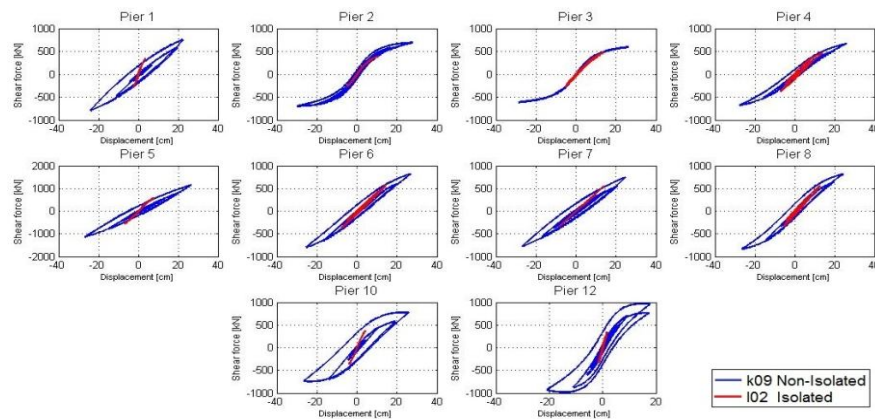 Pier 1
Shear force [kN]
1000
500
0
-500
-1000
-40 -20 0 20 40
Displacement [cm]
Pier 2
Shear force [kN]
1000
500
0
-500
-1000
-40 -20 0 20 40
Displacement [cm]
Pier 3
Shear force [kN]
1000
500
0
-500
-1000
-40 -20 0 20 40
Displacement [cm]
Pier 4
Shear force [kN]
1000
500
0
-500
-1000
-40 -20 0 20 40
Displacement [cm]
Pier 5
Shear force [kN]
2000
1000
0
-1000
-2000
-40 -20 0 20 40
Displacement [cm]
Pier 6
Shear force [kN]
1000
500
0
-500
-1000
-40 -20 0 20 40
Displacement [cm]
Pier 7
Shear force [kN]
1000
500
0
-500
-1000
-40 -20 0 20 40
Displacement [cm]
Pier 8
Shear force [kN]
1000
500
0
-500
-1000
-40 -20 0 20 40
Displacement [cm]
Pier 10
Shear force [kN]
1000
500
0
-500
-1000
-40 -20 0 20 40
Displacement [cm]
Pier 12
Shear force [kN]
1000
500
0
-500
-1000
-40 -20 0 20 40
Displacement [cm]
k09 Non-Isolated
l02 Isolated